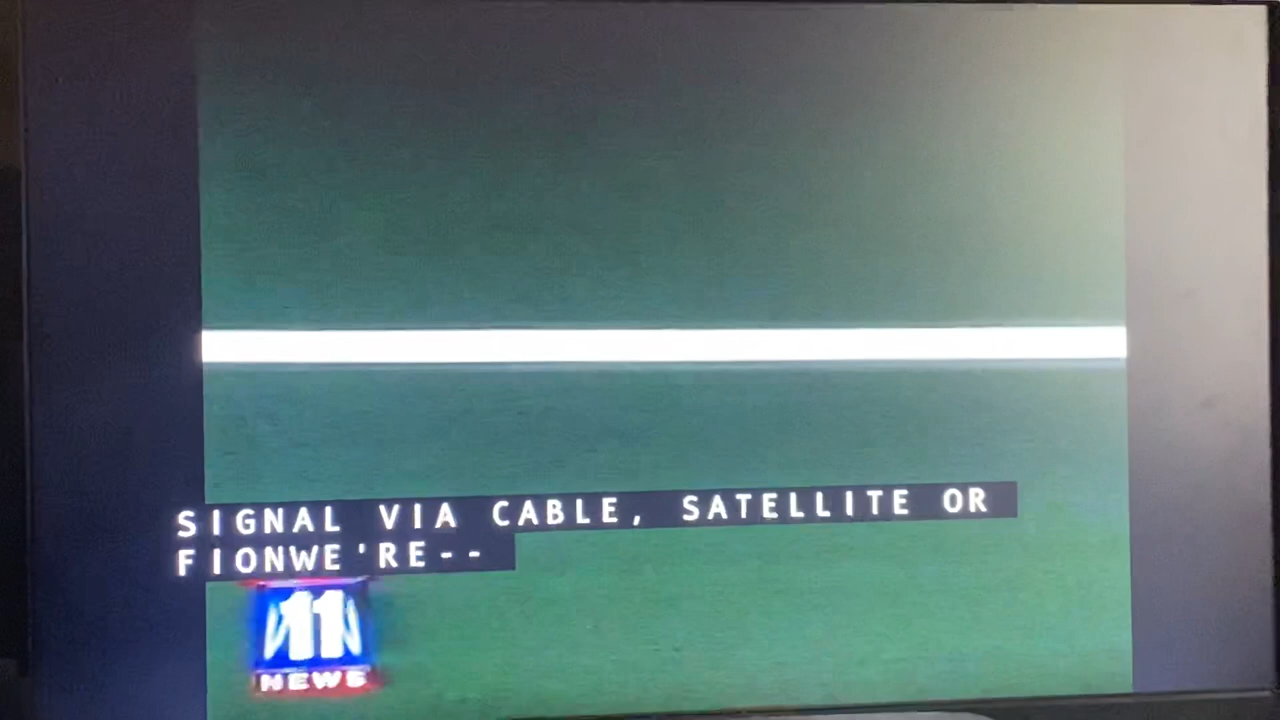 SIGNAL VIA CABLE, SATELLITE OR
FIONWE'RE--
11
NEWS